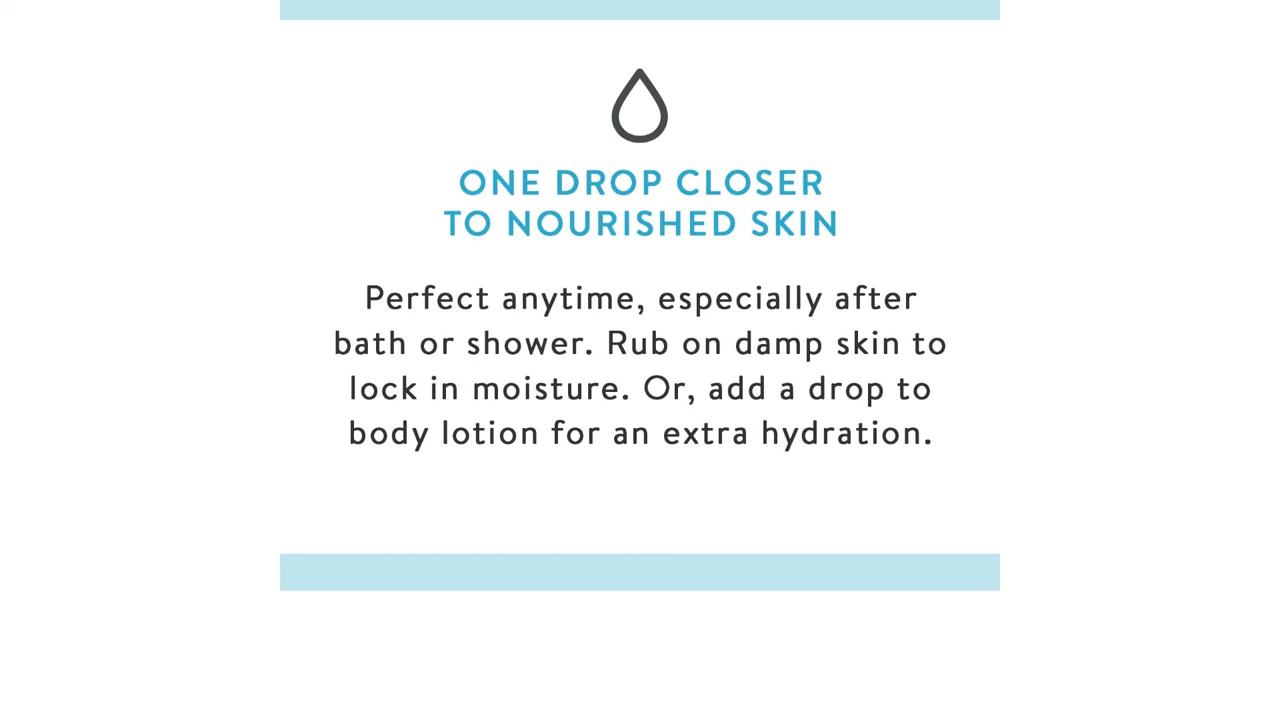 ONE DROP CLOSER
TO NOURISHED SKIN
Perfect anytime, especially after
bath or shower. Rub on damp skin to
lock in moisture. Or, add a drop to
body lotion for an extra hydration.